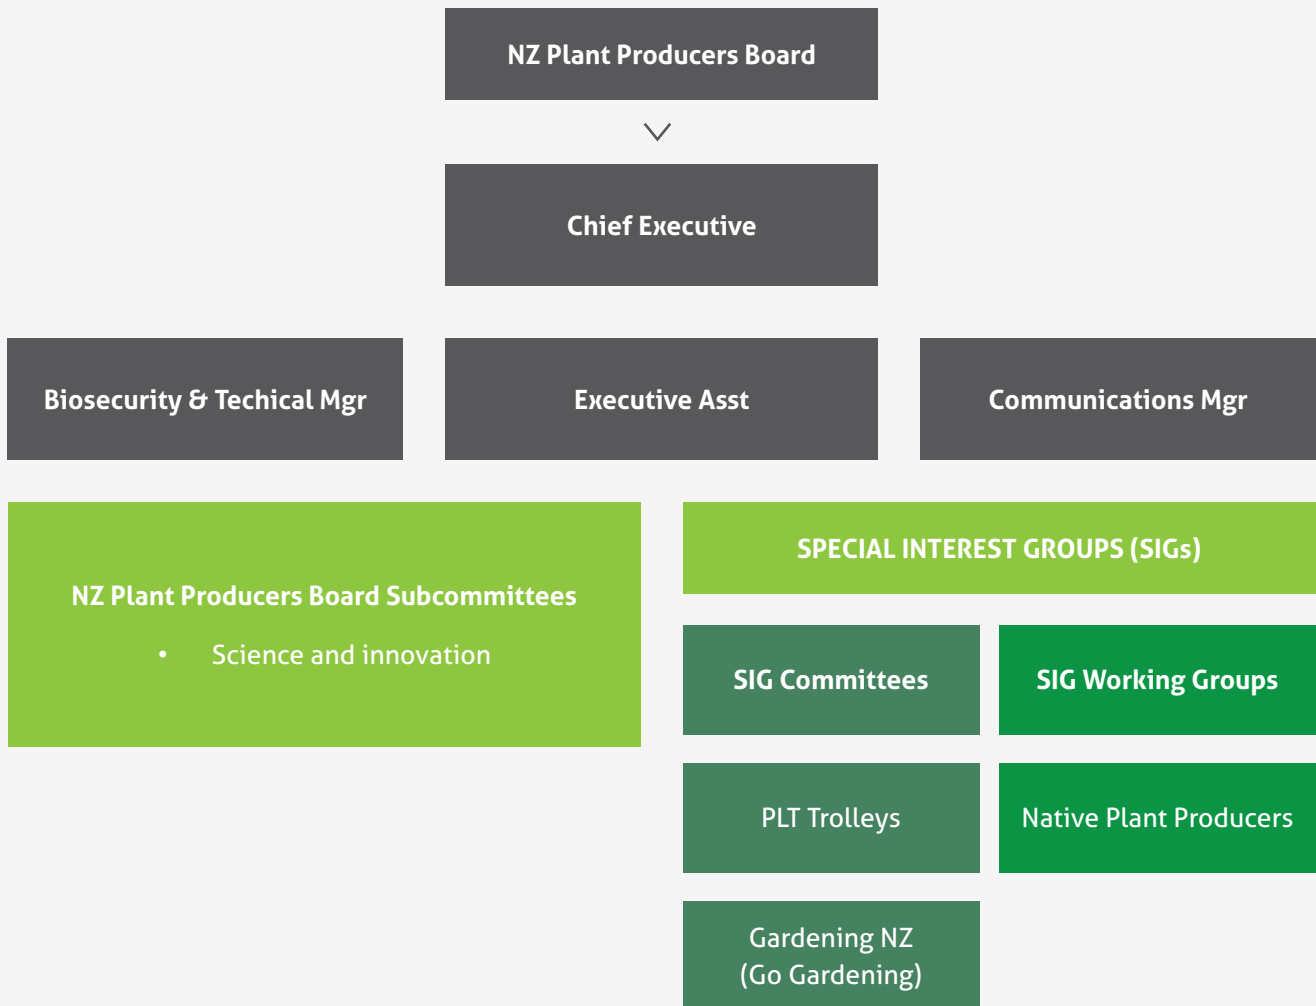 NZ Plant Producers Board
Chief Executive
Biosecurity & Techical Mgr
Executive Asst
Communications Mgr
NZ Plant Producers Board Subcommittees
• Science and innovation
SPECIAL INTEREST GROUPS (SIGs)
SIG Committees
SIG Working Groups
PLT Trolleys
Native Plant Producers
Gardening NZ
(Go Gardening)